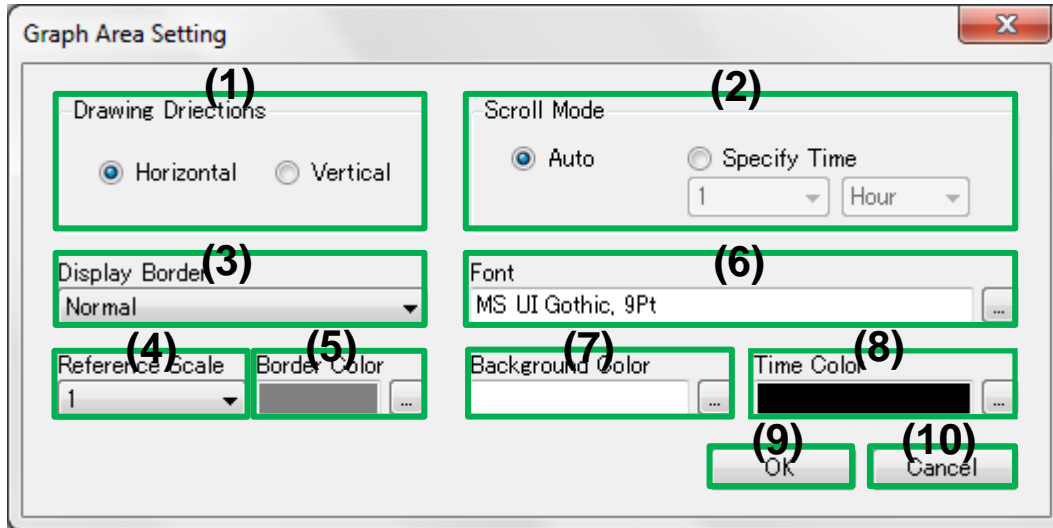 Graph Area Setting
(1)
(2)
Drawing Driections
Scroll Mode
Horizontal
Vertical
Auto
Specify Time
1
Hour
(3)
(6)
Display Border
Font
Normal
MS UI Gothic, 9Pt
...
(4)
(5)
(7)
(8)
Reference Scale
Border Color
Background Color
Time Color
1
...
...
...
(9)
(10)
OK
Cancel